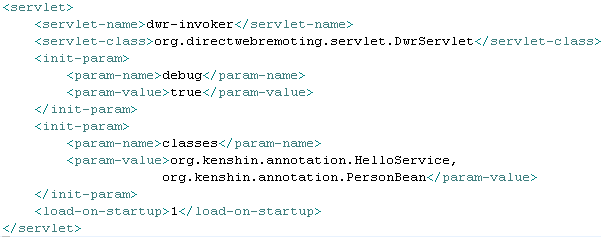 <servlet>
    <servlet-name>dwr-invoker</servlet-name>
    <servlet-class>org.directwebremoting.servlet.DwrServlet</servlet-class>
    <init-param>
        <param-name>debug</param-name>
        <param-value>true</param-value>
    </init-param>
    <init-param>
        <param-name>classes</param-name>
        <param-value>org.kenshin.annotation.HelloService,
                     org.kenshin.annotation.PersonBean</param-value>
    </init-param>
    <load-on-startup>1</load-on-startup>
</servlet>